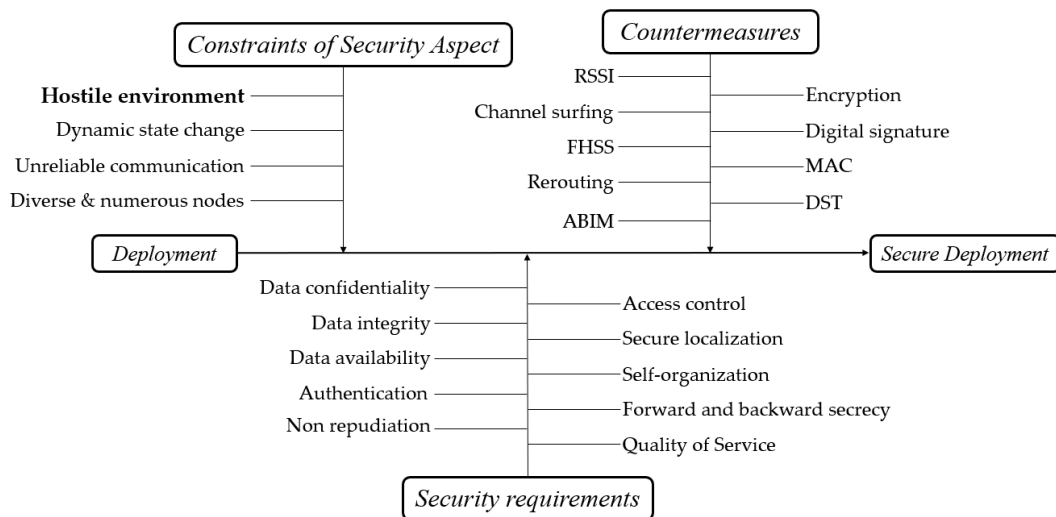 Constraints of Security Aspect
Hostile environment
Dynamic state change
Unreliable communication
Diverse & numerous nodes
Countermeasures
RSSI
Channel surfing
FHSS
Rerouting
ABIM
Encryption
Digital signature
MAC
DST
Deployment
Secure Deployment
Data confidentiality
Data integrity
Data availability
Authentication
Non repudiation
Access control
Secure localization
Self-organization
Forward and backward secrecy
Quality of Service
Security requirements